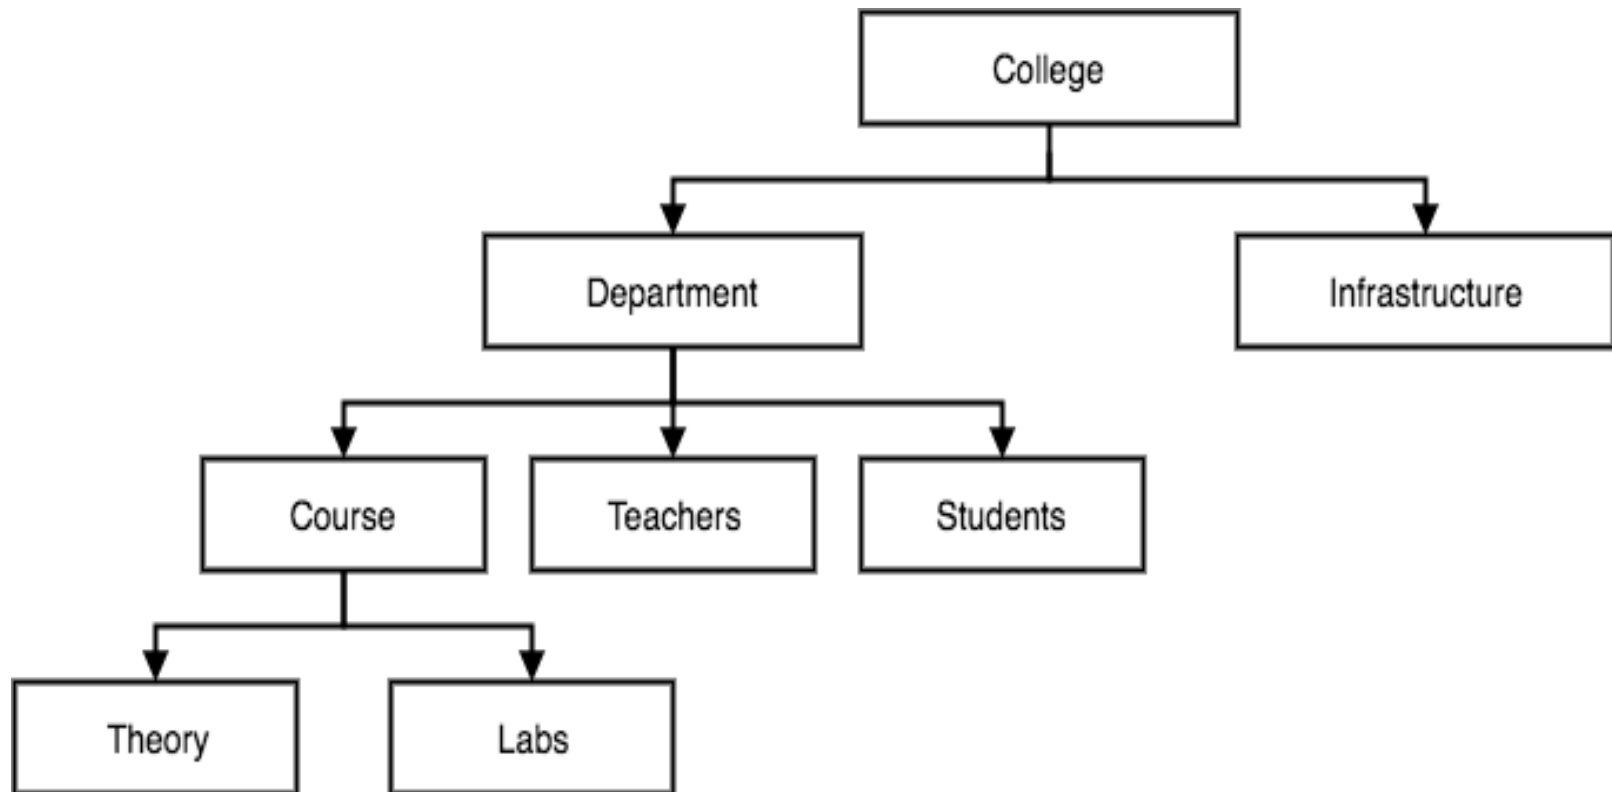 College
Department
Infrastructure
Course
Teachers
Students
Theory
Labs